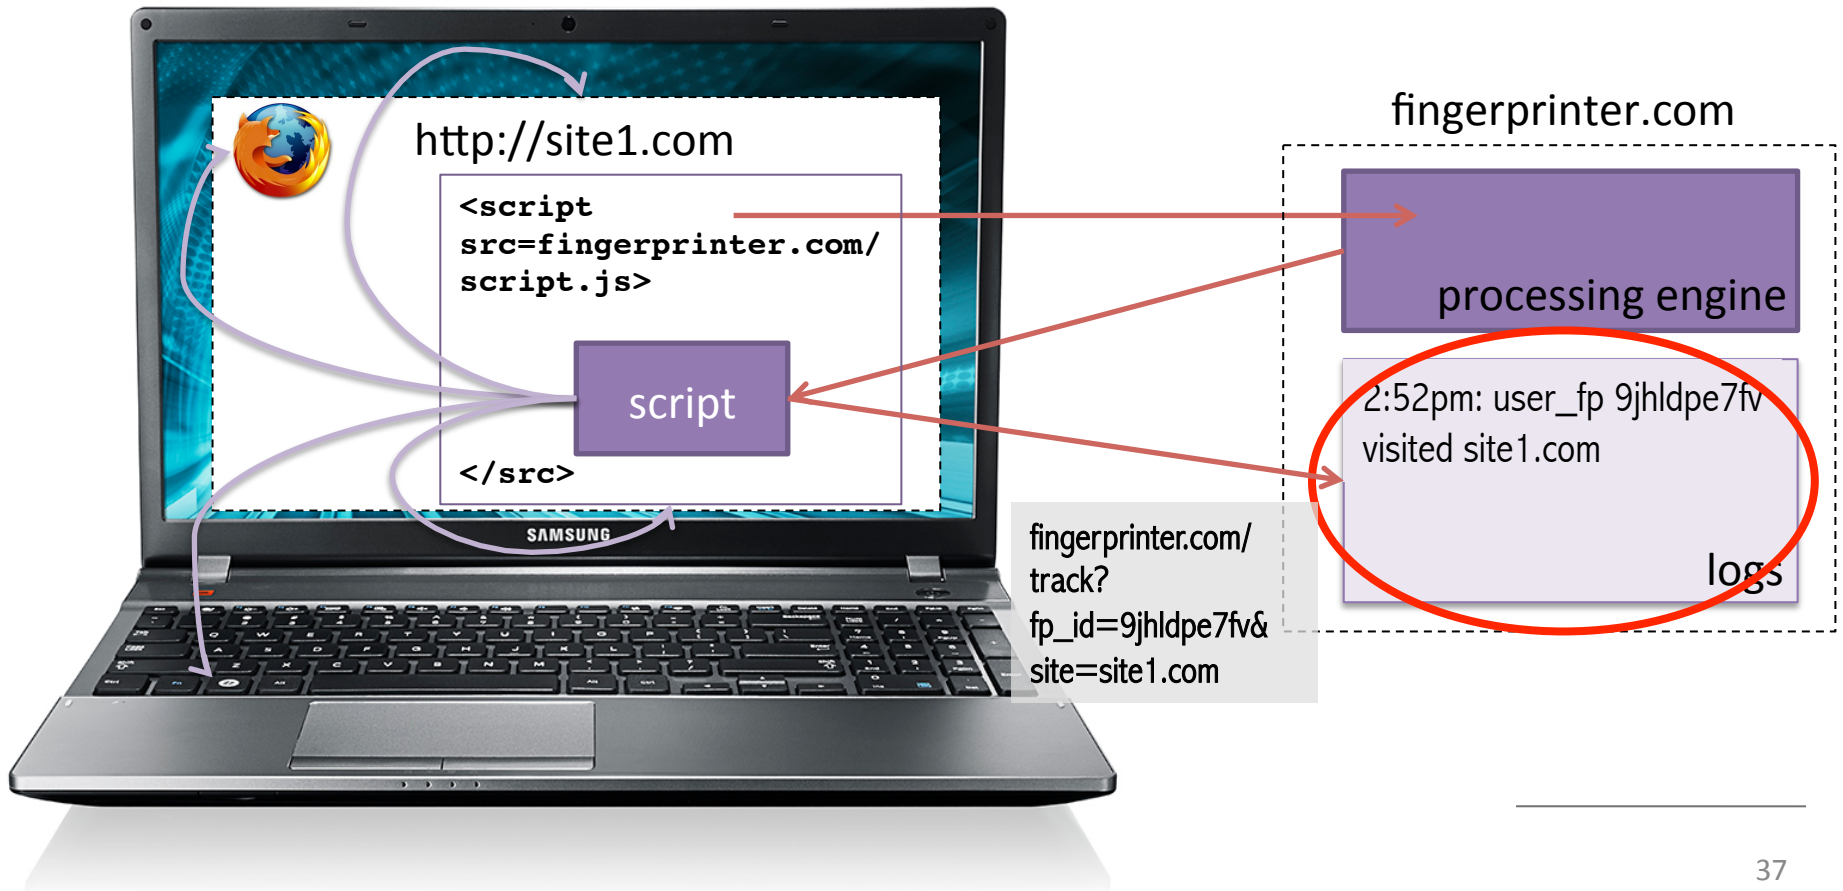 http://site1.com
<script
src=fingerprinter.com/
script.js>
script
</src>
SAMSUNG
fingerprinter.com
processing engine
2:52pm: user_fp 9jhldpe7fv
visited site1.com
logs
fingerprinter.com/
track?
fp_id=9jhldpe7fv&
site=site1.com
37